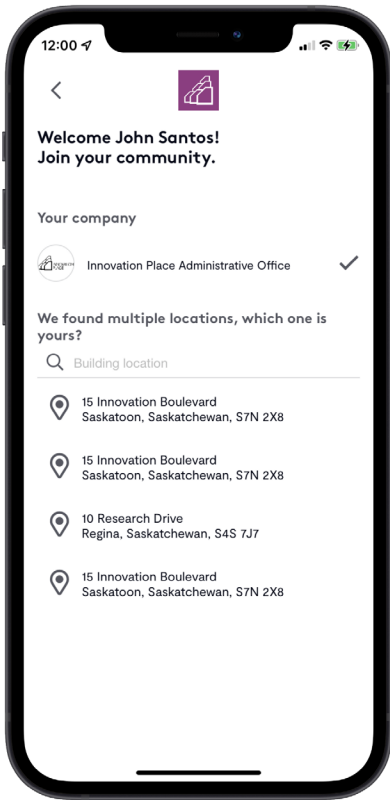 12:00
Welcome John Santos!
Join your community.
Your company
Innovation Place Administrative Office
We found multiple locations, which one is
yours?
Building location
15 Innovation Boulevard
Saskatoon, Saskatchewan, S7N 2X8
15 Innovation Boulevard
Saskatoon, Saskatchewan, S7N 2X8
10 Research Drive
Regina, Saskatchewan, S4S 7J7
15 Innovation Boulevard
Saskatoon, Saskatchewan, S7N 2X8